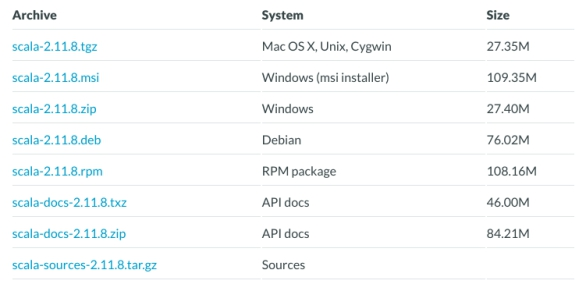 Archive System Size
scala-2.11.8.tgz Mac OS X, Unix, Cygwin 27.35M
scala-2.11.8.msi Windows (msi installer) 109.35M
scala-2.11.8.zip Windows 27.40M
scala-2.11.8.deb Debian 76.02M
scala-2.11.8.rpm RPM package 108.16M
scala-docs-2.11.8.txz API docs 46.00M
scala-docs-2.11.8.zip API docs 84.21M
scala-sources-2.11.8.tar.gz Sources